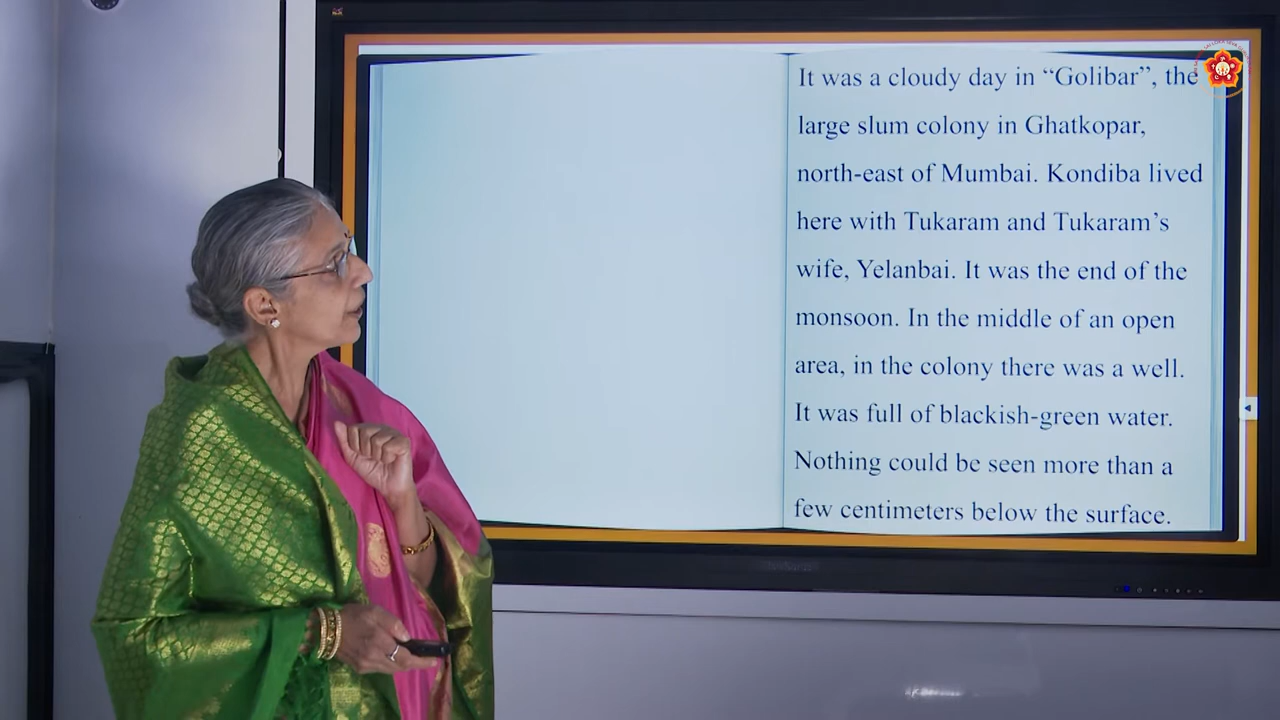 It was a cloudy day in “Golibar”, the
large slum colony in Ghatkopar,
north-east of Mumbai. Kondiba lived
here with Tukaram and Tukaram’s
wife, Yelanbai. It was the end of the
monsoon. In the middle of an open
area, in the colony there was a well.
It was full of blackish-green water.
Nothing could be seen more than a
few centimeters below the surface.